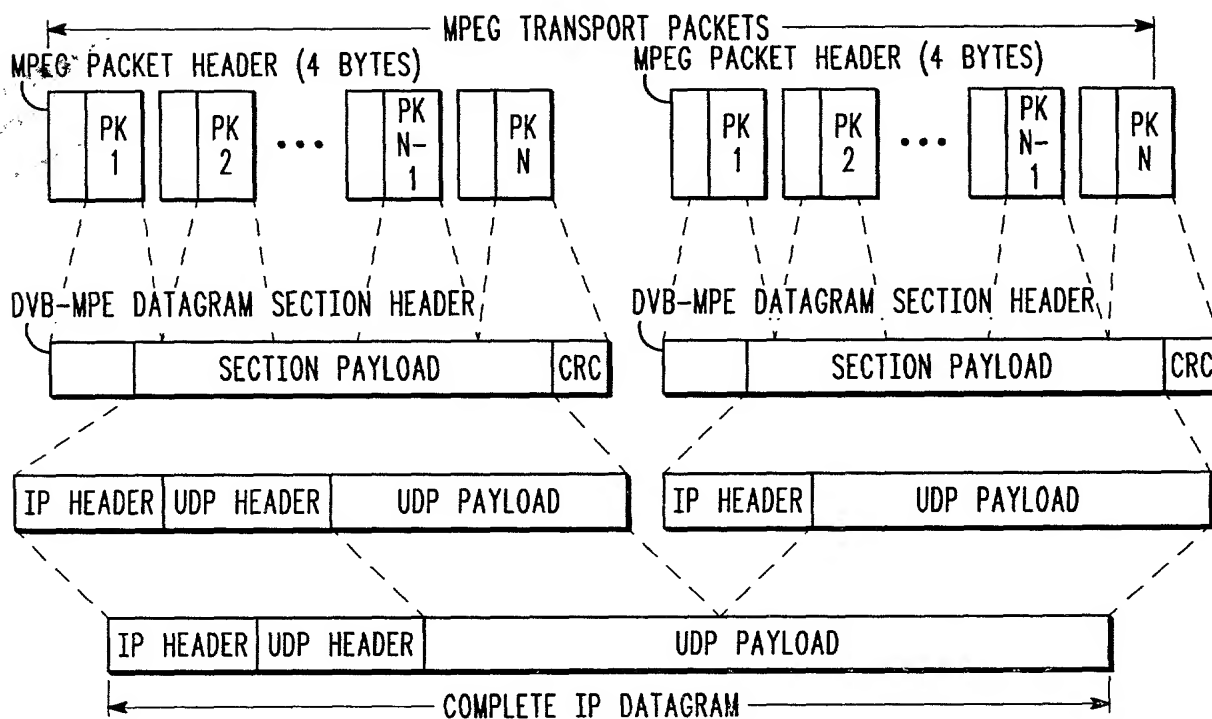 MPEG TRANSPORT PACKETS
MPEG PACKET HEADER (4 BYTES) MPEG PACKET HEADER (4 BYTES)
PK 1 PK 2 ... PK N-1 PK N PK 1 PK 2 ... PK N-1 PK N
DVB-MPE DATAGRAM SECTION HEADER DVB-MPE DATAGRAM SECTION HEADER
SECTION PAYLOAD CRC SECTION PAYLOAD CRC
IP HEADER UDP HEADER UDP PAYLOAD IP HEADER UDP PAYLOAD
IP HEADER UDP HEADER UDP PAYLOAD
COMPLETE IP DATAGRAM